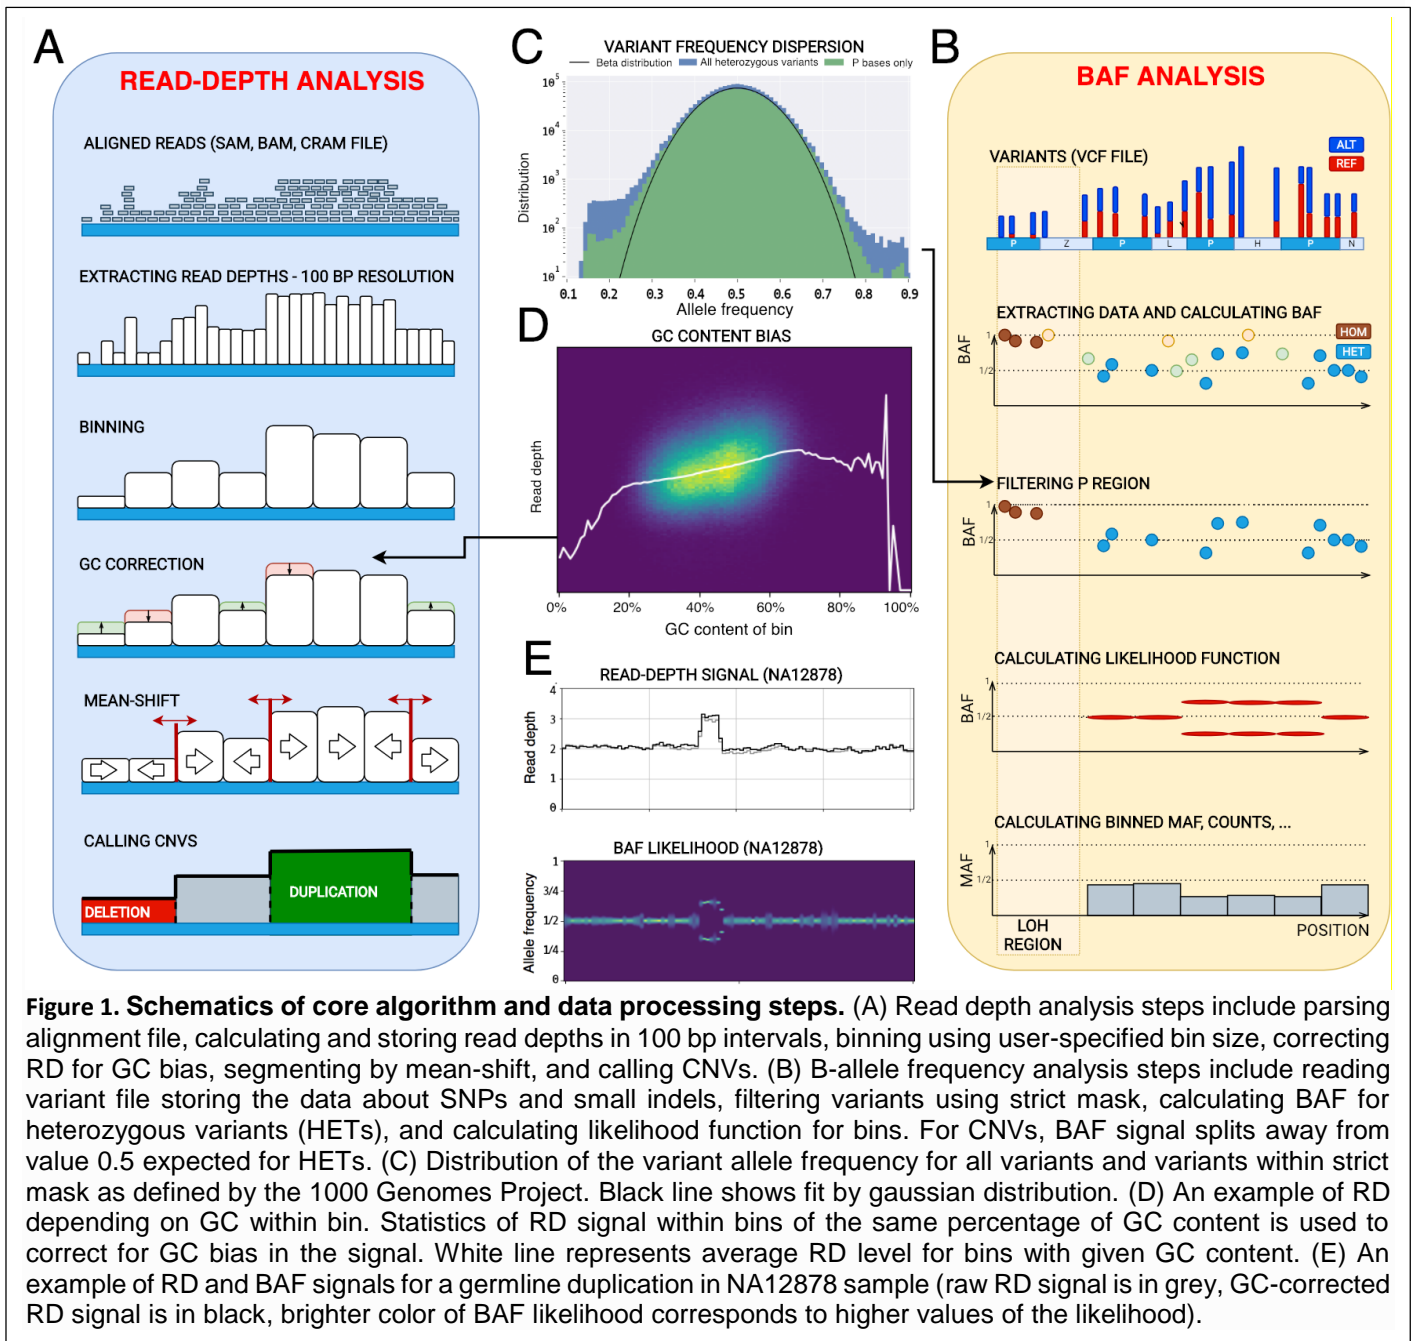 A
READ-DEPTH ANALYSIS
ALIGNED READS (SAM, BAM, CRAM FILE)
EXTRACTING READ DEPTHS - 100 BP RESOLUTION
BINNING
GC CORRECTION
MEAN-SHIFT
CALLING CNVS
DELETION
DUPLICATION
C
VARIANT FREQUENCY DISPERSION
Beta distribution
All heterozygous variants
P bases only
Distribution
10^5
10^4
10^3
10^2
10^1
0.1 0.2 0.3 0.4 0.5 0.6 0.7 0.8 0.9
Allele frequency
D
GC CONTENT BIAS
Read depth
0% 20% 40% 60% 80% 100%
GC content of bin
E
READ-DEPTH SIGNAL (NA12878)
Read depth
4
3
2
1
0
BAF LIKELIHOOD (NA12878)
Allele frequency
1
3/4
1/2
1/4
0
B
BAF ANALYSIS
VARIANTS (VCF FILE)
ALT
REF
P Z P L P H P N
EXTRACTING DATA AND CALCULATING BAF
HOM
HET
BAF
1
1/2
FILTERING P REGION
BAF
1
1/2
CALCULATING LIKELIHOOD FUNCTION
BAF
1
1/2
CALCULATING BINNED MAF, COUNTS, ...
MAF
1
1/2
LOH
REGION
POSITION
Figure 1. Schematics of core algorithm and data processing steps. (A) Read depth analysis steps include parsing
alignment file, calculating and storing read depths in 100 bp intervals, binning using user-specified bin size, correcting
RD for GC bias, segmenting by mean-shift, and calling CNVs. (B) B-allele frequency analysis steps include reading
variant file storing the data about SNPs and small indels, filtering variants using strict mask, calculating BAF for
heterozygous variants (HETs), and calculating likelihood function for bins. For CNVs, BAF signal splits away from
value 0.5 expected for HETs. (C) Distribution of the variant allele frequency for all variants and variants within strict
mask as defined by the 1000 Genomes Project. Black line shows fit by gaussian distribution. (D) An example of RD
depending on GC within bin. Statistics of RD signal within bins of the same percentage of GC content is used to
correct for GC bias in the signal. White line represents average RD level for bins with given GC content. (E) An
example of RD and BAF signals for a germline duplication in NA12878 sample (raw RD signal is in grey, GC-corrected
RD signal is in black, brighter color of BAF likelihood corresponds to higher values of the likelihood).